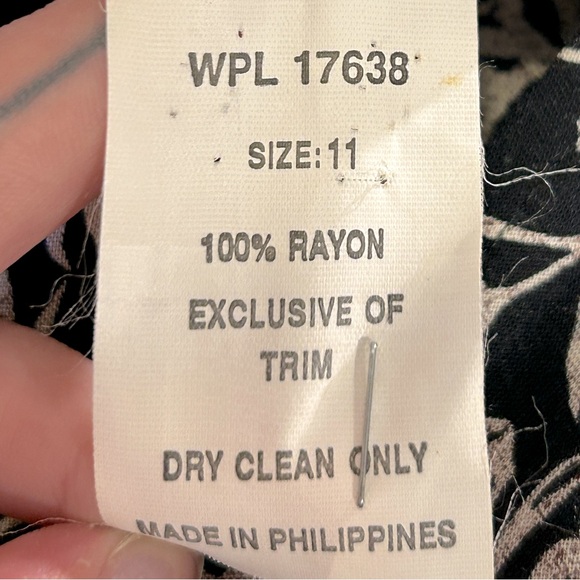 WPL 17638
SIZE: 11
100% RAYON
EXCLUSIVE OF
TRIM
DRY CLEAN ONLY
MADE IN PHILIPPINES